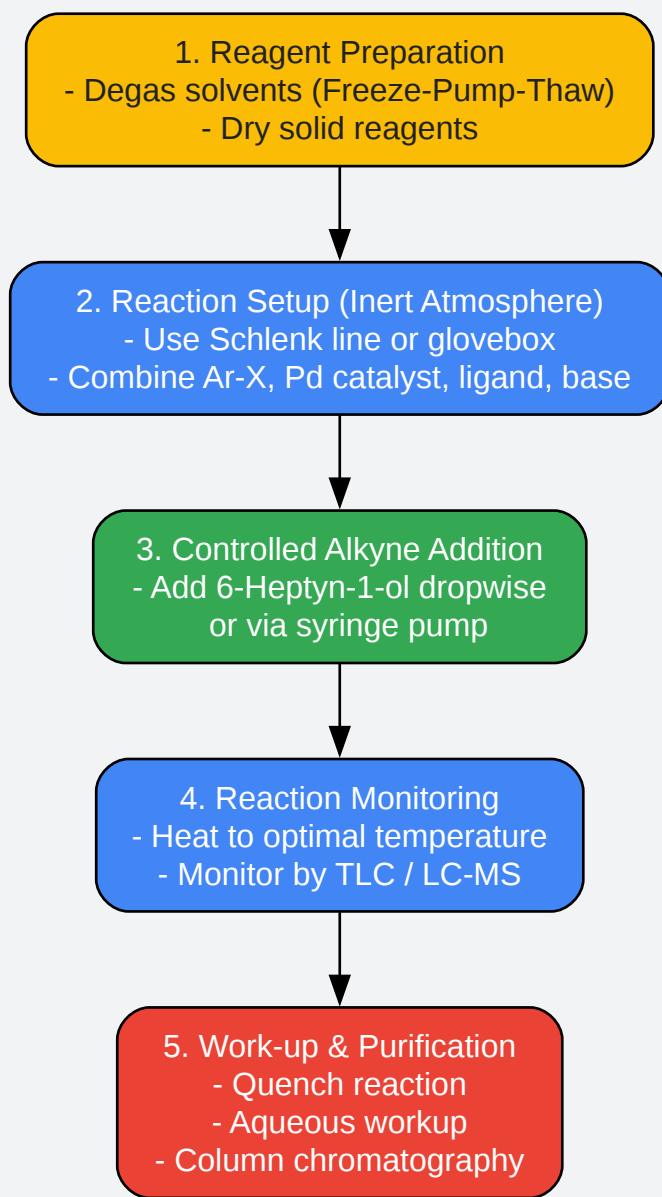 1. Reagent Preparation
- Degas solvents (Freeze-Pump-Thaw)
- Dry solid reagents
2. Reaction Setup (Inert Atmosphere)
- Use Schlenk line or glovebox
- Combine Ar-X, Pd catalyst, ligand, base
3. Controlled Alkyne Addition
- Add 6-Heptyn-1-ol dropwise
or via syringe pump
4. Reaction Monitoring
- Heat to optimal temperature
- Monitor by TLC / LC-MS
5. Work-up & Purification
- Quench reaction
- Aqueous workup
- Column chromatography